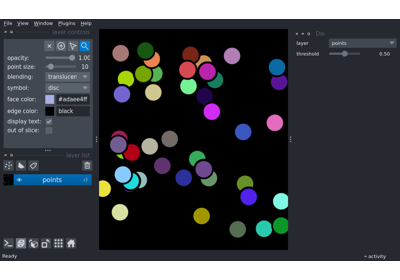 File View Window Plugins Help
layer controls
opacity: 1.00
point size: 10
blending: translucen
symbol: disc
face color: #adaee4ff
edge color: black
display text:
out of slice:
layer list
points
Ready
layer points
threshold 0.50
activity